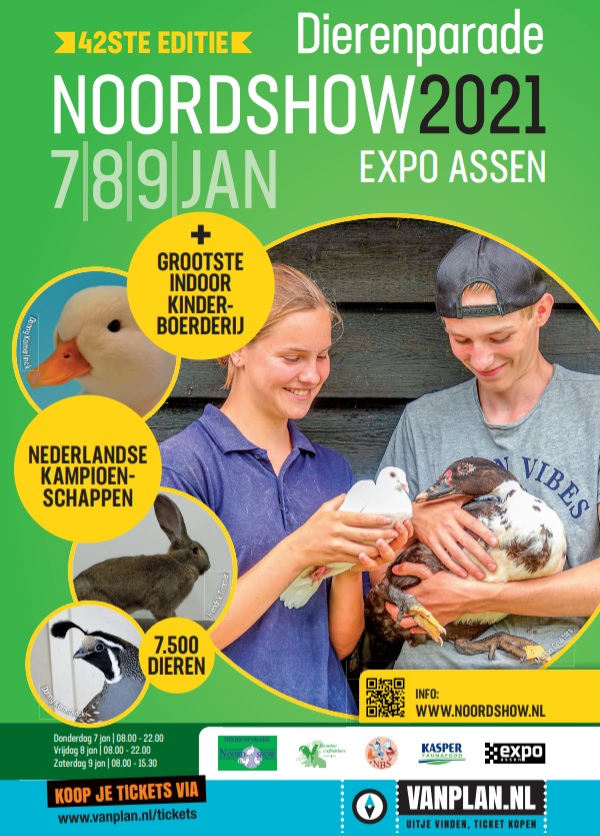 42STE EDITIE
Dierenparade
NOORDSHOW2021
7|8|9|JAN
EXPO ASSEN
+
GROOTSTE
INDOOR
KINDER-
BOERDERIJ
NEDERLANDSE
KAMPIOEN-
SCHAPPEN
VIBES
7.500
DIEREN
INFO:
WWW.NOORDSHOW.NL
Donderdag 7 jan | 08.00 - 22.00
Vrijdag 8 jan | 08.00 - 22.00
Zaterdag 9 jan | 08.00 - 15.30
DIERENPARADE
NOORDSHOW
NBS
KASPER
FAUNAFOOD
expo
assen
KOOP JE TICKETS VIA
www.vanplan.nl/tickets
VANPLAN.NL
UITJE VINDEN, TICKET KOPEN